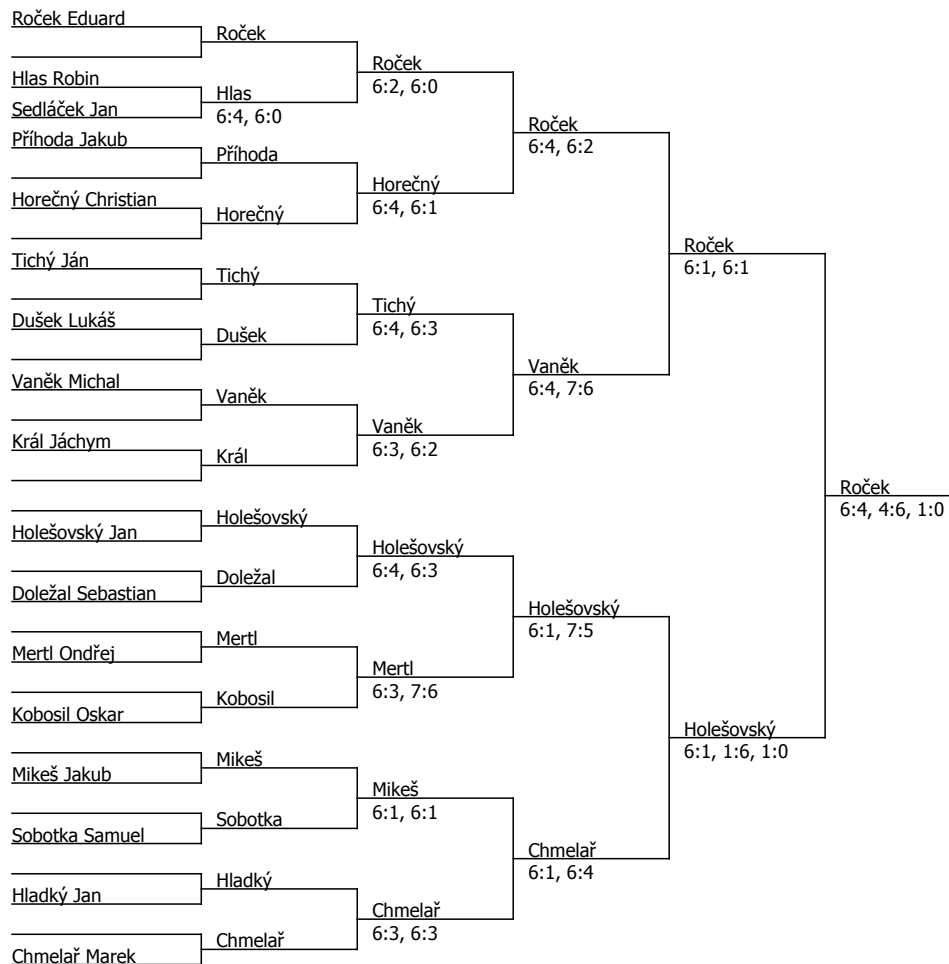 Roček Eduard
Hlas Robin
Sedláček Jan
Příhoda Jakub
Horečný Christian
Tichý Ján
Dušek Lukáš
Vaněk Michal
Král Jáchym
Holešovský Jan
Doležal Sebastian
Mertl Ondřej
Kobosil Oskar
Mikeš Jakub
Sobotka Samuel
Hladký Jan
Chmelař Marek
Roček
Hlas
6:4, 6:0
Příhoda
Horečný
Tichý
Dušek
Vaněk
Král
Holešovský
Doležal
Mertl
Kobosil
Mikeš
Sobotka
Hladký
Chmelař
Roček
6:2, 6:0
Horečný
6:4, 6:1
Tichý
6:4, 6:3
Vaněk
6:3, 6:2
Holešovský
6:4, 6:3
Mertl
6:3, 7:6
Mikeš
6:1, 6:1
Chmelař
6:3, 6:3
Roček
6:4, 6:2
Vaněk
6:4, 7:6
Holešovský
6:1, 7:5
Chmelař
6:1, 6:4
Roček
6:1, 6:1
Holešovský
6:1, 1:6, 1:0
Roček
6:4, 4:6, 1:0